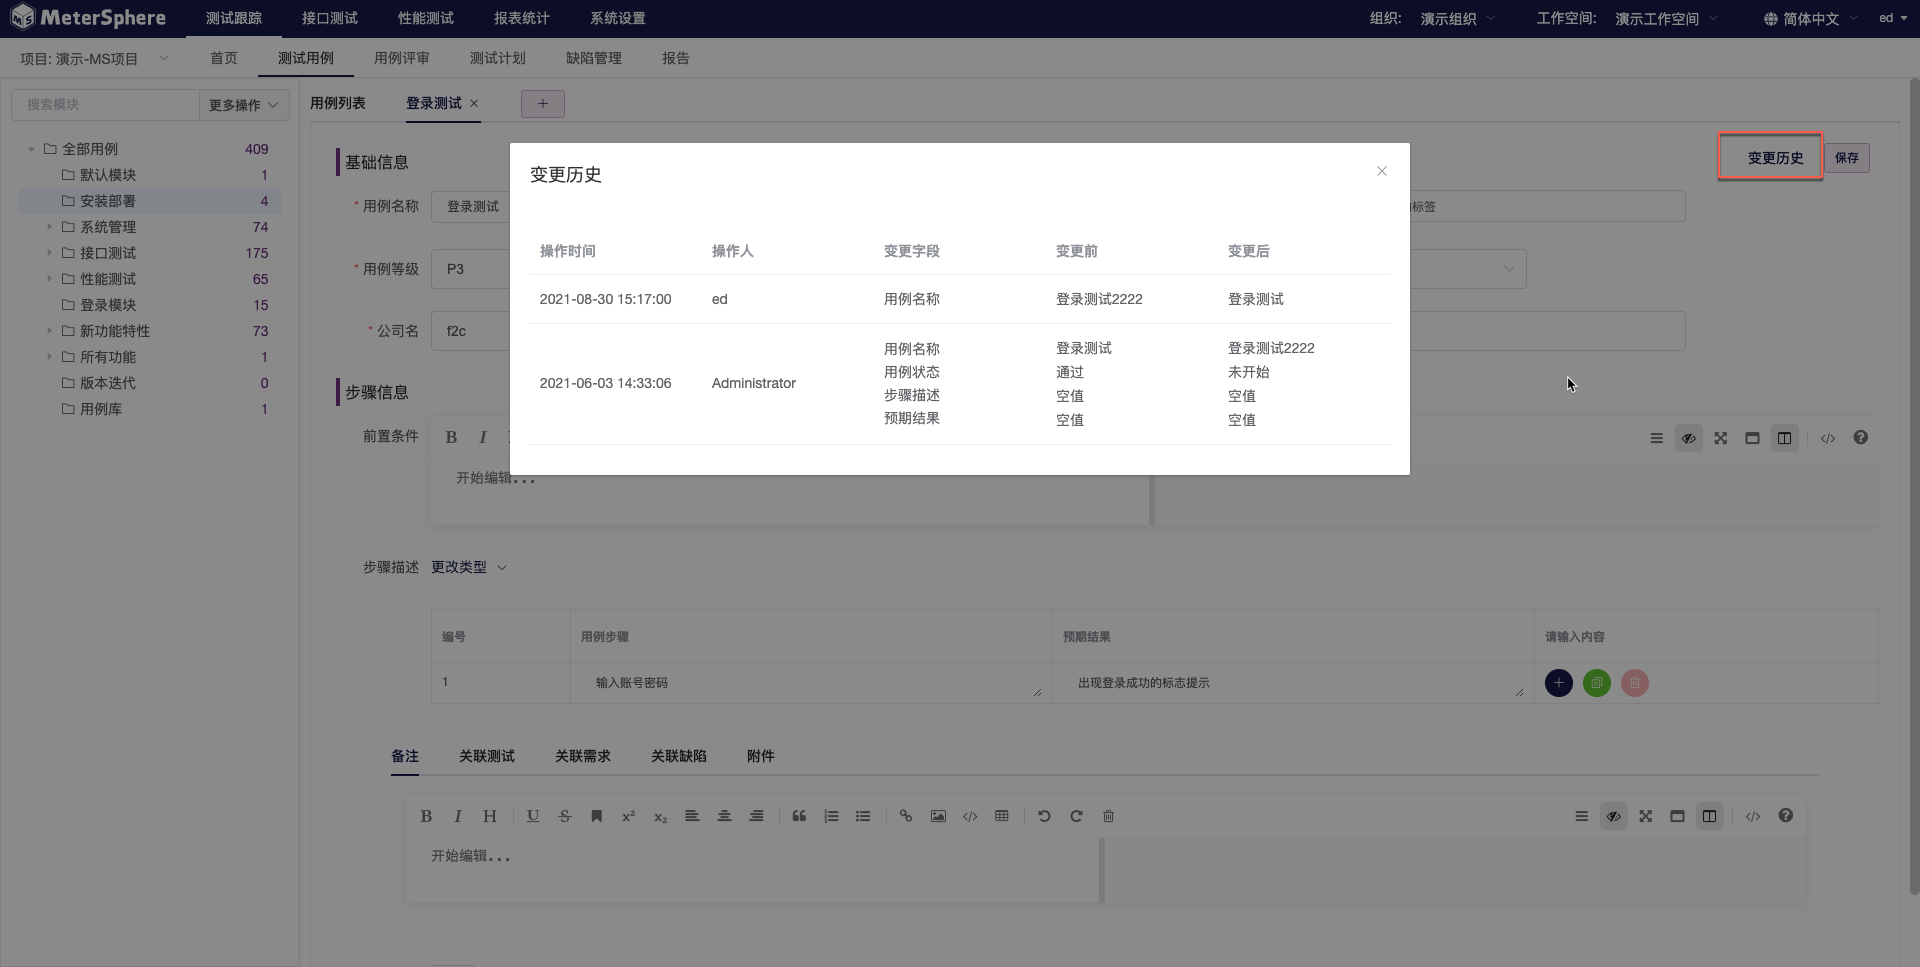 MeterSphere 测试跟踪 接口测试 性能测试 报表统计 系统设置 组织: 演示组织 工作空间: 演示工作空间 简体中文 ed
项目: 演示-MS项目 首页 测试用例 用例评审 测试计划 缺陷管理 报告
搜索模块 更多操作
全部用例 409
默认模块 1
安装部署 4
系统管理 74
接口测试 175
性能测试 65
登录模块 15
新功能特性 73
所有功能 1
版本迭代 0
用例库 1
用例列表 登录测试 × +
基础信息 变更历史 保存
* 用例名称 登录测试 标签
* 用例等级 P3
* 公司名 f2c
变更历史 ×
操作时间 操作人 变更字段 变更前 变更后
2021-08-30 15:17:00 ed 用例名称 登录测试2222 登录测试
2021-06-03 14:33:06 Administrator
用例名称 登录测试 登录测试2222
用例状态 通过 未开始
步骤描述 空值 空值
预期结果 空值 空值
步骤信息
前置条件 B I
开始编辑...
步骤描述 更改类型
编号 用例步骤 预期结果 请输入内容
1 输入账号密码 出现登录成功的标志提示
备注 关联测试 关联需求 关联缺陷 附件
B I H U S x² x₂
开始编辑...